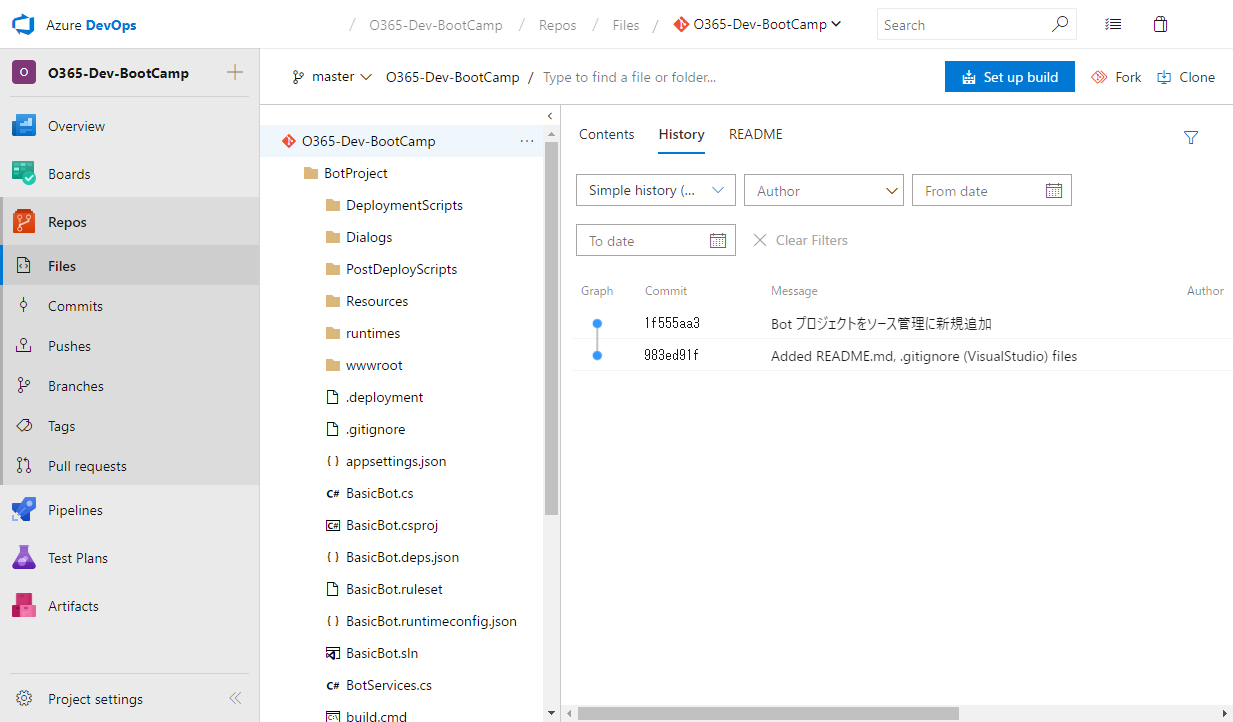 Azure DevOps / O365-Dev-BootCamp / Repos / Files / O365-Dev-BootCamp Search
O O365-Dev-BootCamp
Overview
Boards
Repos
Files
Commits
Pushes
Branches
Tags
Pull requests
Pipelines
Test Plans
Artifacts
Project settings
master O365-Dev-BootCamp / Type to find a file or folder... Set up build Fork Clone
O365-Dev-BootCamp ...
BotProject
DeploymentScripts
Dialogs
PostDeployScripts
Resources
runtimes
wwwroot
.deployment
.gitignore
{ } appsettings.json
C# BasicBot.cs
C# BasicBot.csproj
{ } BasicBot.deps.json
BasicBot.ruleset
{ } BasicBot.runtimeconfig.json
BasicBot.sln
C# BotServices.cs
build.cmd
Contents History README
Simple history (... Author From date
To date Clear Filters
Graph Commit Message Author
1f555aa3 Bot プロジェクトをソース管理に新規追加
983ed91f Added README.md, .gitignore (VisualStudio) files